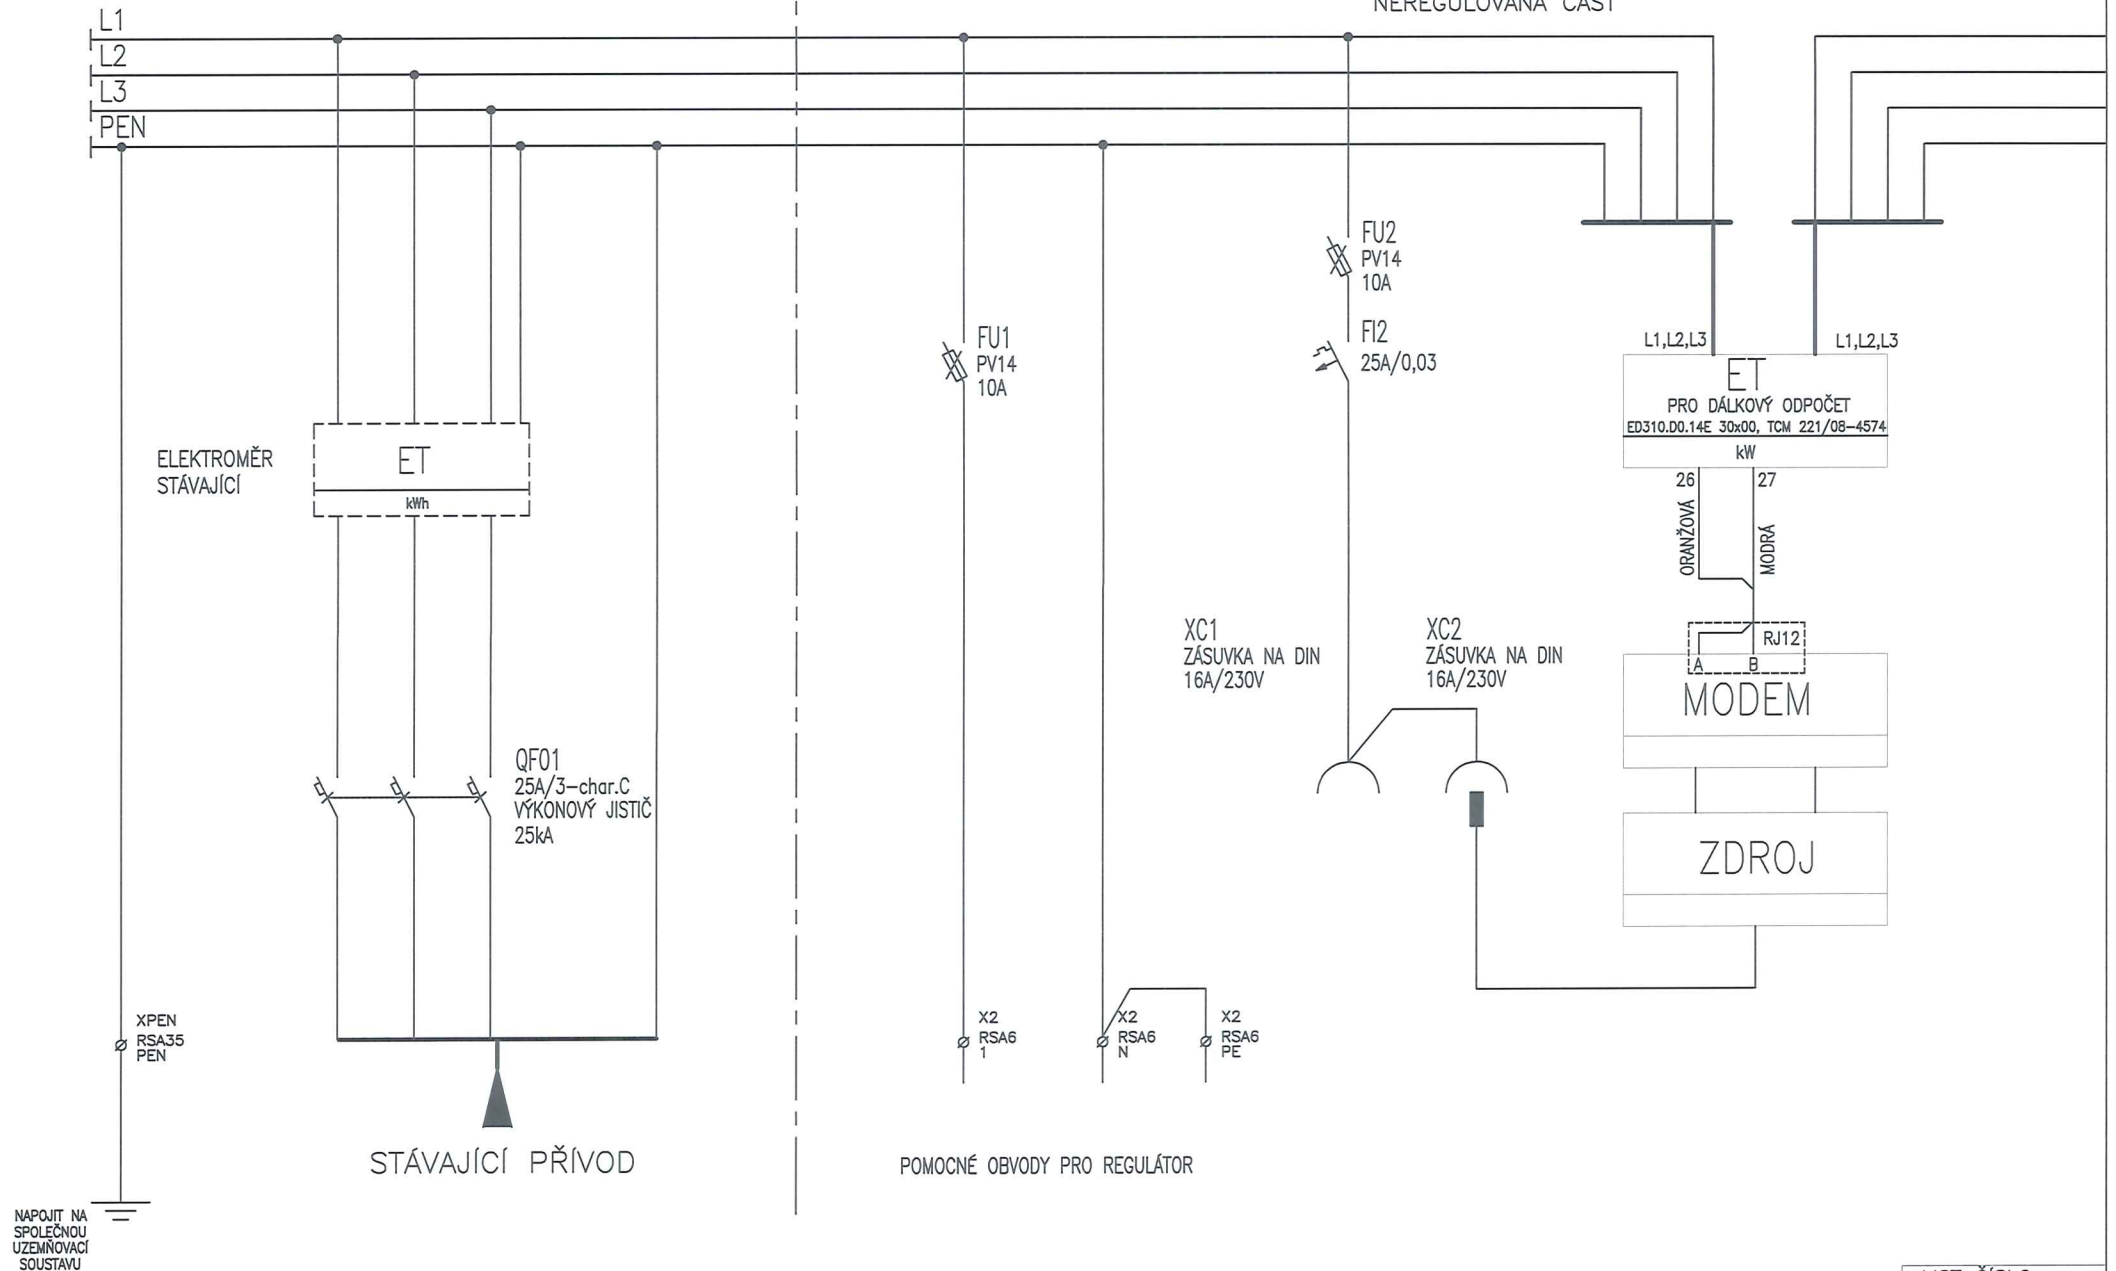 NEREGULOVANÁ ČÁST
L1
L2
L3
PEN
ELEKTROMĚR
STÁVAJÍCÍ
ET
kWh
QF01
25A/3-char.C
VÝKONOVÝ JISTIČ
25kA
XPEN
RSA35
PEN
STÁVAJÍCÍ PŘÍVOD
NAPOJIT NA
SPOLEČNOU
UZEMŇOVACÍ
SOUSTAVU
FU1
PV14
10A
X2
RSA6
1
X2
RSA6
N
X2
RSA6
PE
POMOCNÉ OBVODY PRO REGULÁTOR
FU2
PV14
10A
FI2
25A/0,03
XC1
ZÁSUVKA NA DIN
16A/230V
XC2
ZÁSUVKA NA DIN
16A/230V
L1,L2,L3
L1,L2,L3
ET
PRO DÁLKOVÝ ODPOČET
ED310.D0.14E 30x00, TCM 221/08-4574
kW
26
27
ORANŽOVÁ
MODRÁ
RJ12
A
B
MODEM
ZDROJ